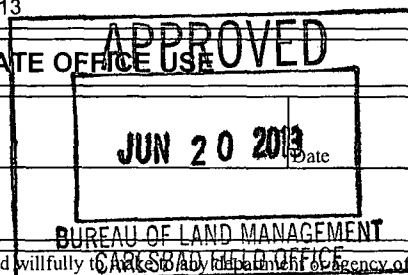 13
APPROVED
ATE OFFICE USE
JUN 20 2013
Date
BUREAU OF LAND MANAGEMENT
CARLSBAD FIELD OFFICE
d willfully to make to any department or agency of